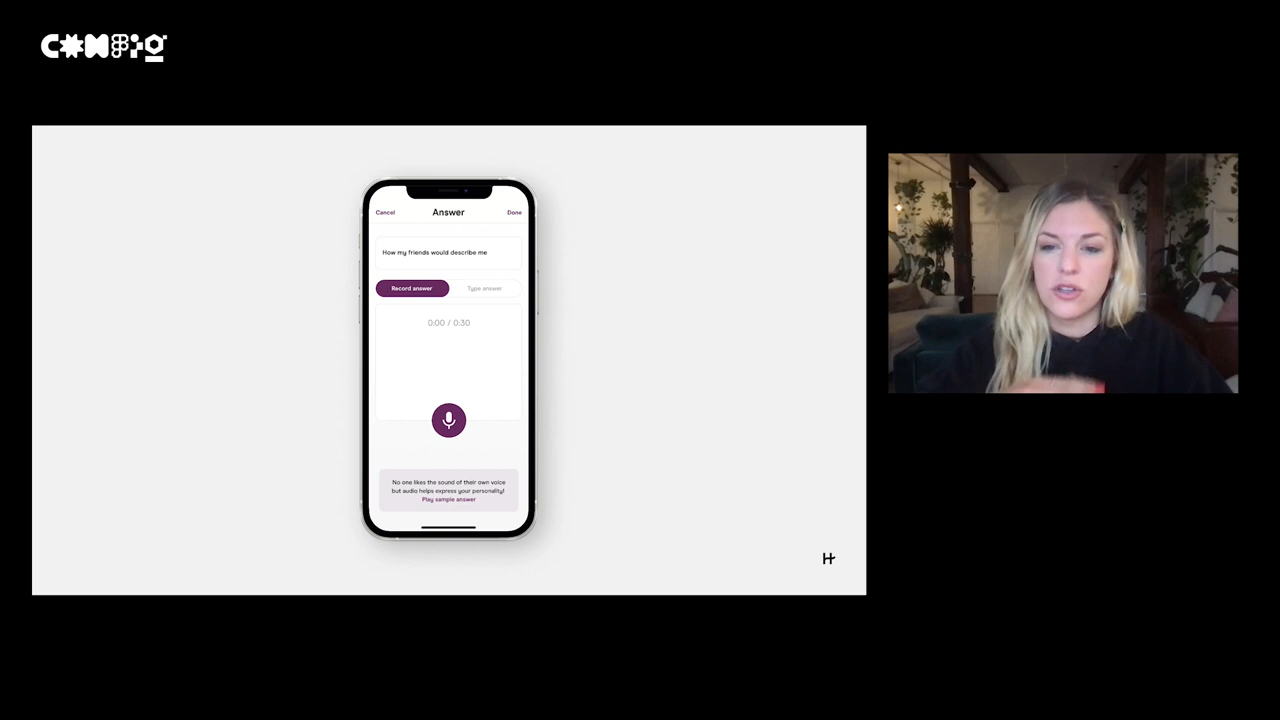 CONFIG
Cancel
Answer
Done
How my friends would describe me
Record answer
Type answer
0:00 / 0:30
No one likes the sound of their own voice
but audio helps express your personality!
Play sample answer
H